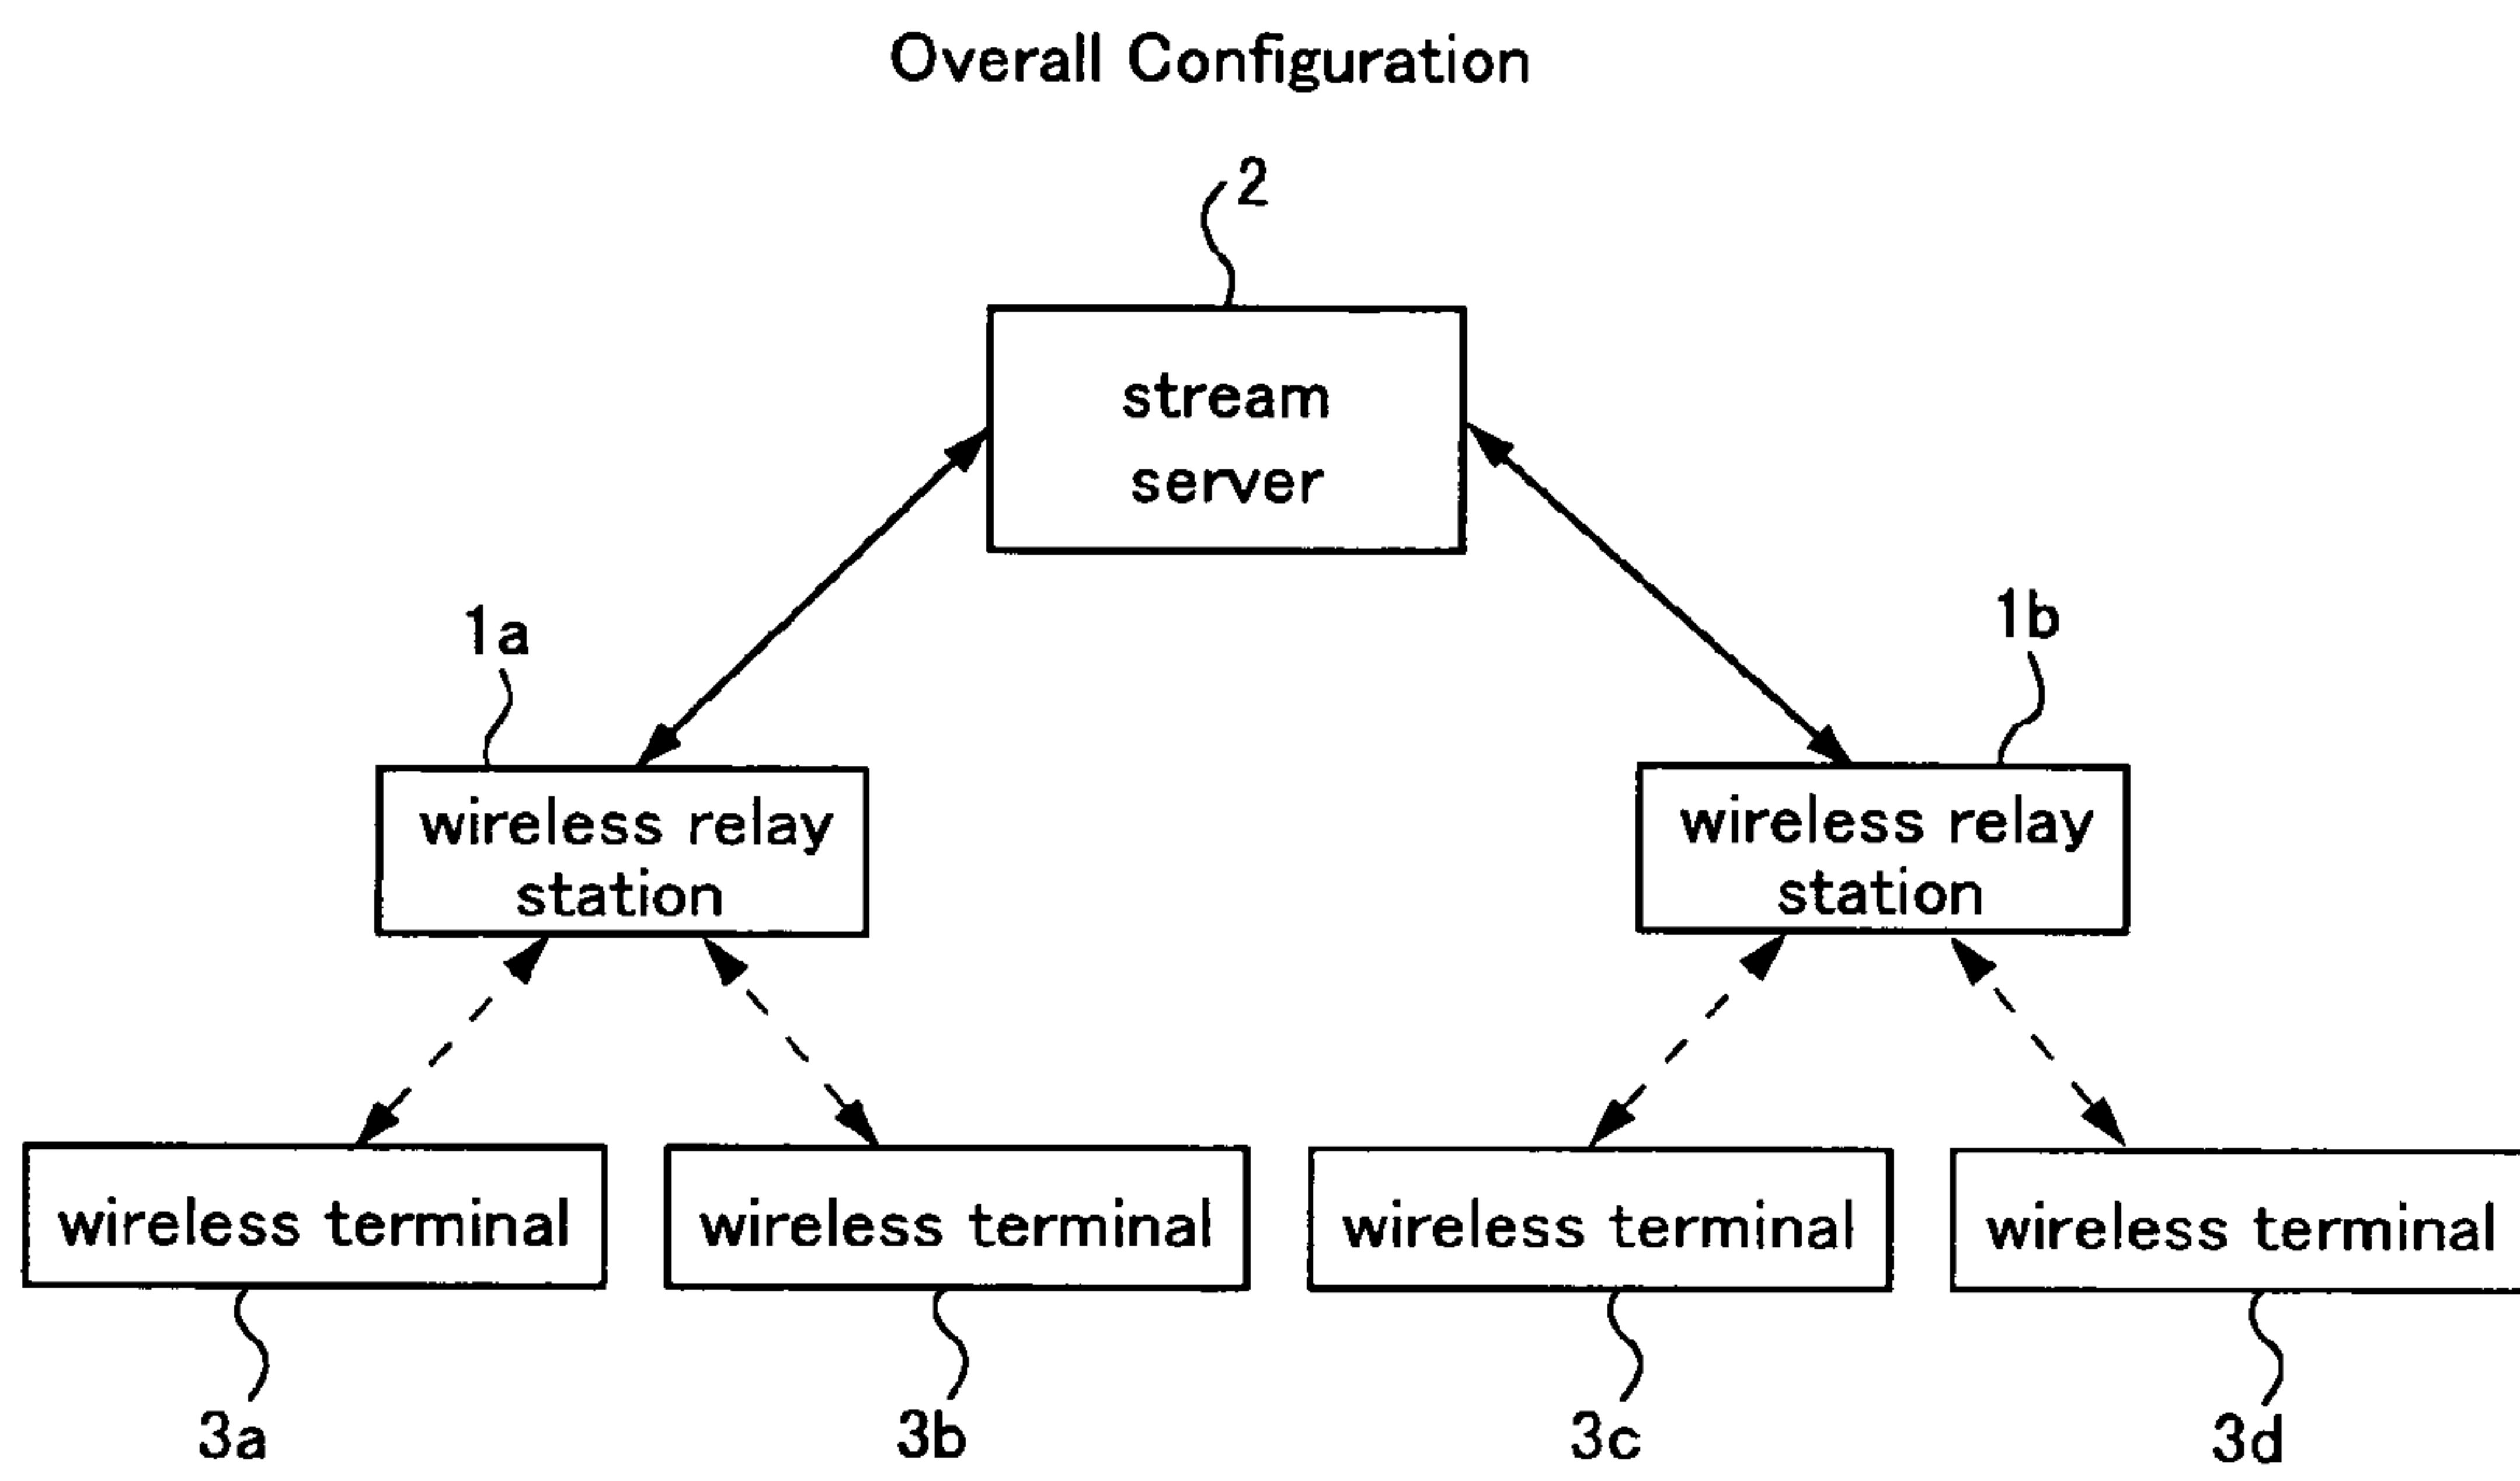 Overall Configuration
2
stream
server
1a
1b
wireless relay
station
wireless relay
station
wireless terminal
wireless terminal
wireless terminal
wireless terminal
3a
3b
3c
3d